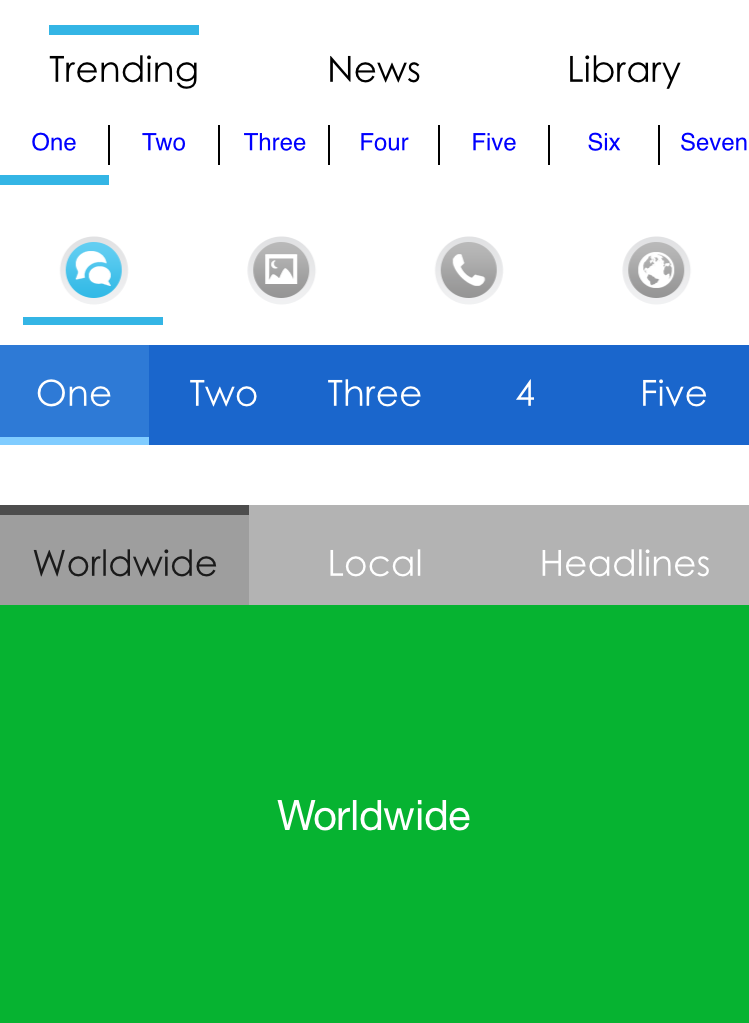 Trending News Library
One Two Three Four Five Six Seven
One Two Three 4 Five
Worldwide Local Headlines
Worldwide